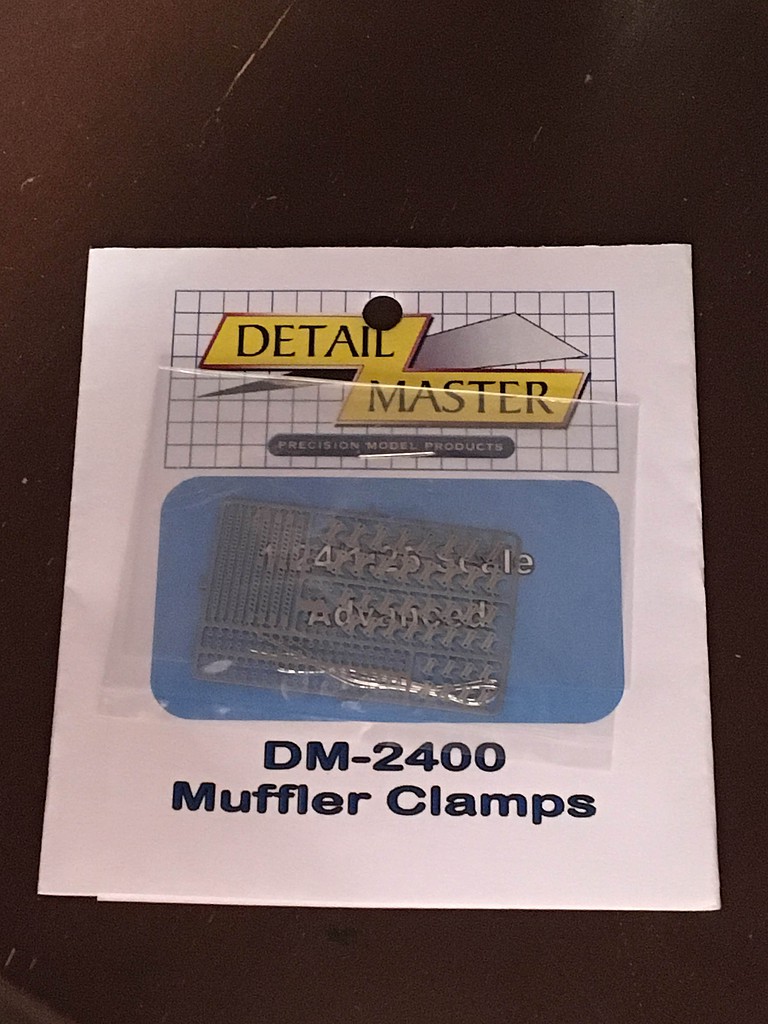 DETAIL
MASTER
PRECISION MODEL PRODUCTS
1:24/1:25 scale
Advanced
DM-2400
Muffler Clamps